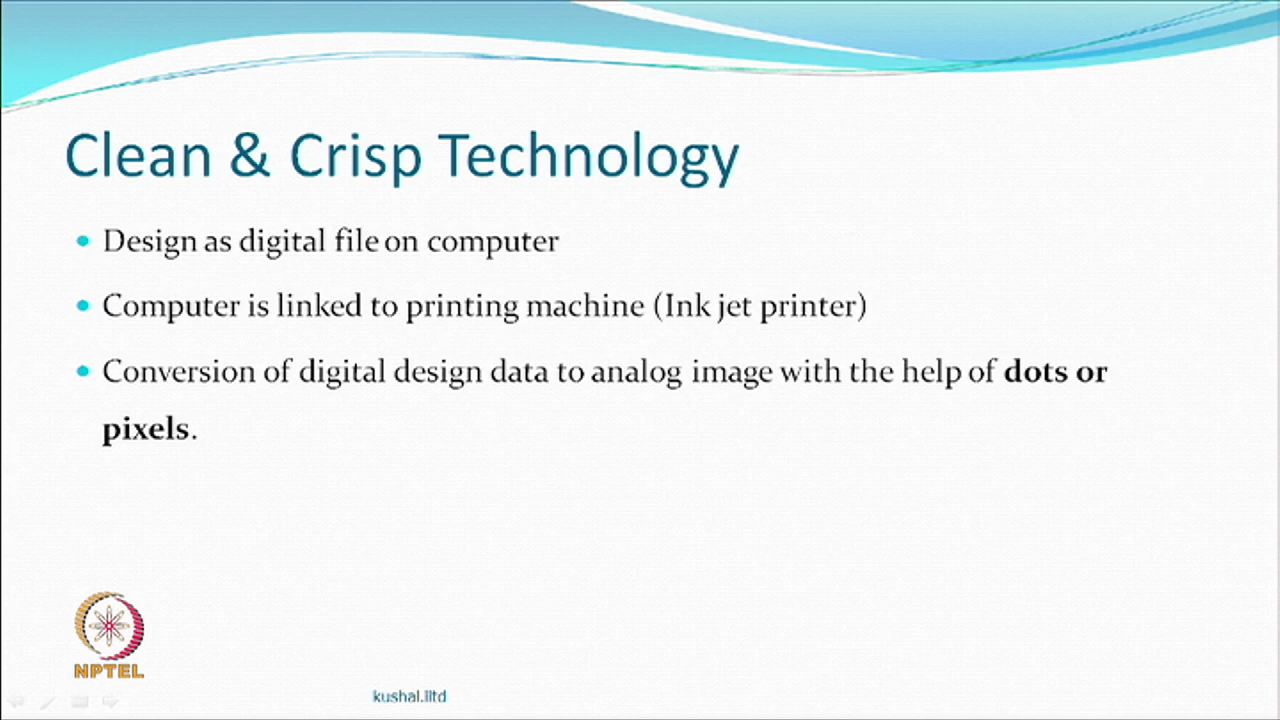 Clean & Crisp Technology
Design as digital file on computer
Computer is linked to printing machine (Ink jet printer)
Conversion of digital design data to analog image with the help of dots or
pixels.
NPTEL
kushal.iitd